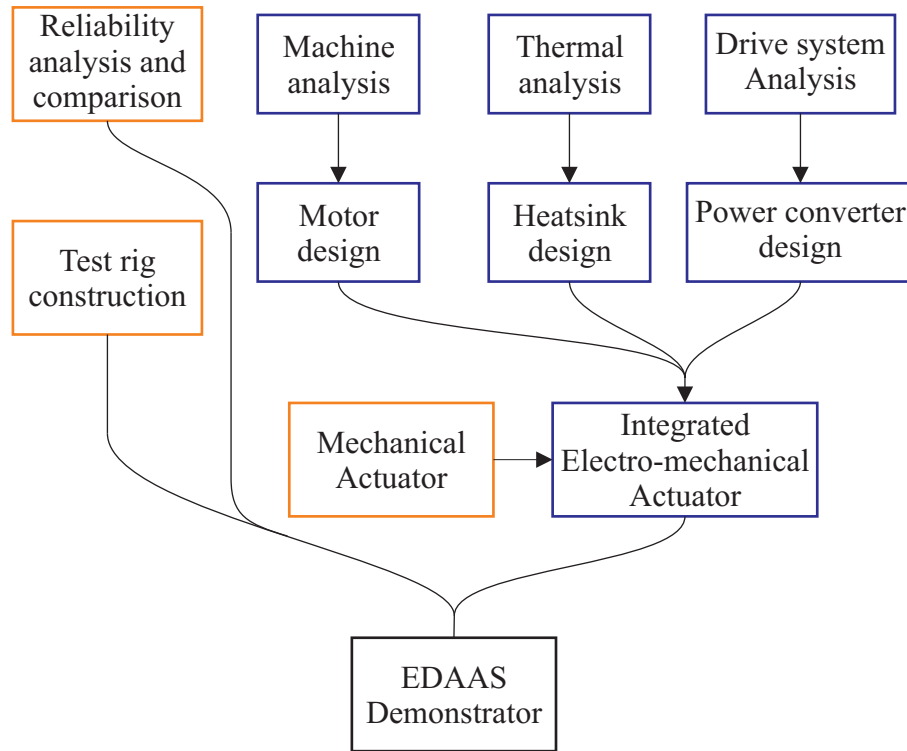 Reliability
analysis and
comparison
Machine
analysis
Thermal
analysis
Drive system
Analysis
Test rig
construction
Motor
design
Heatsink
design
Power converter
design
Mechanical
Actuator
Integrated
Electro-mechanical
Actuator
EDAAS
Demonstrator